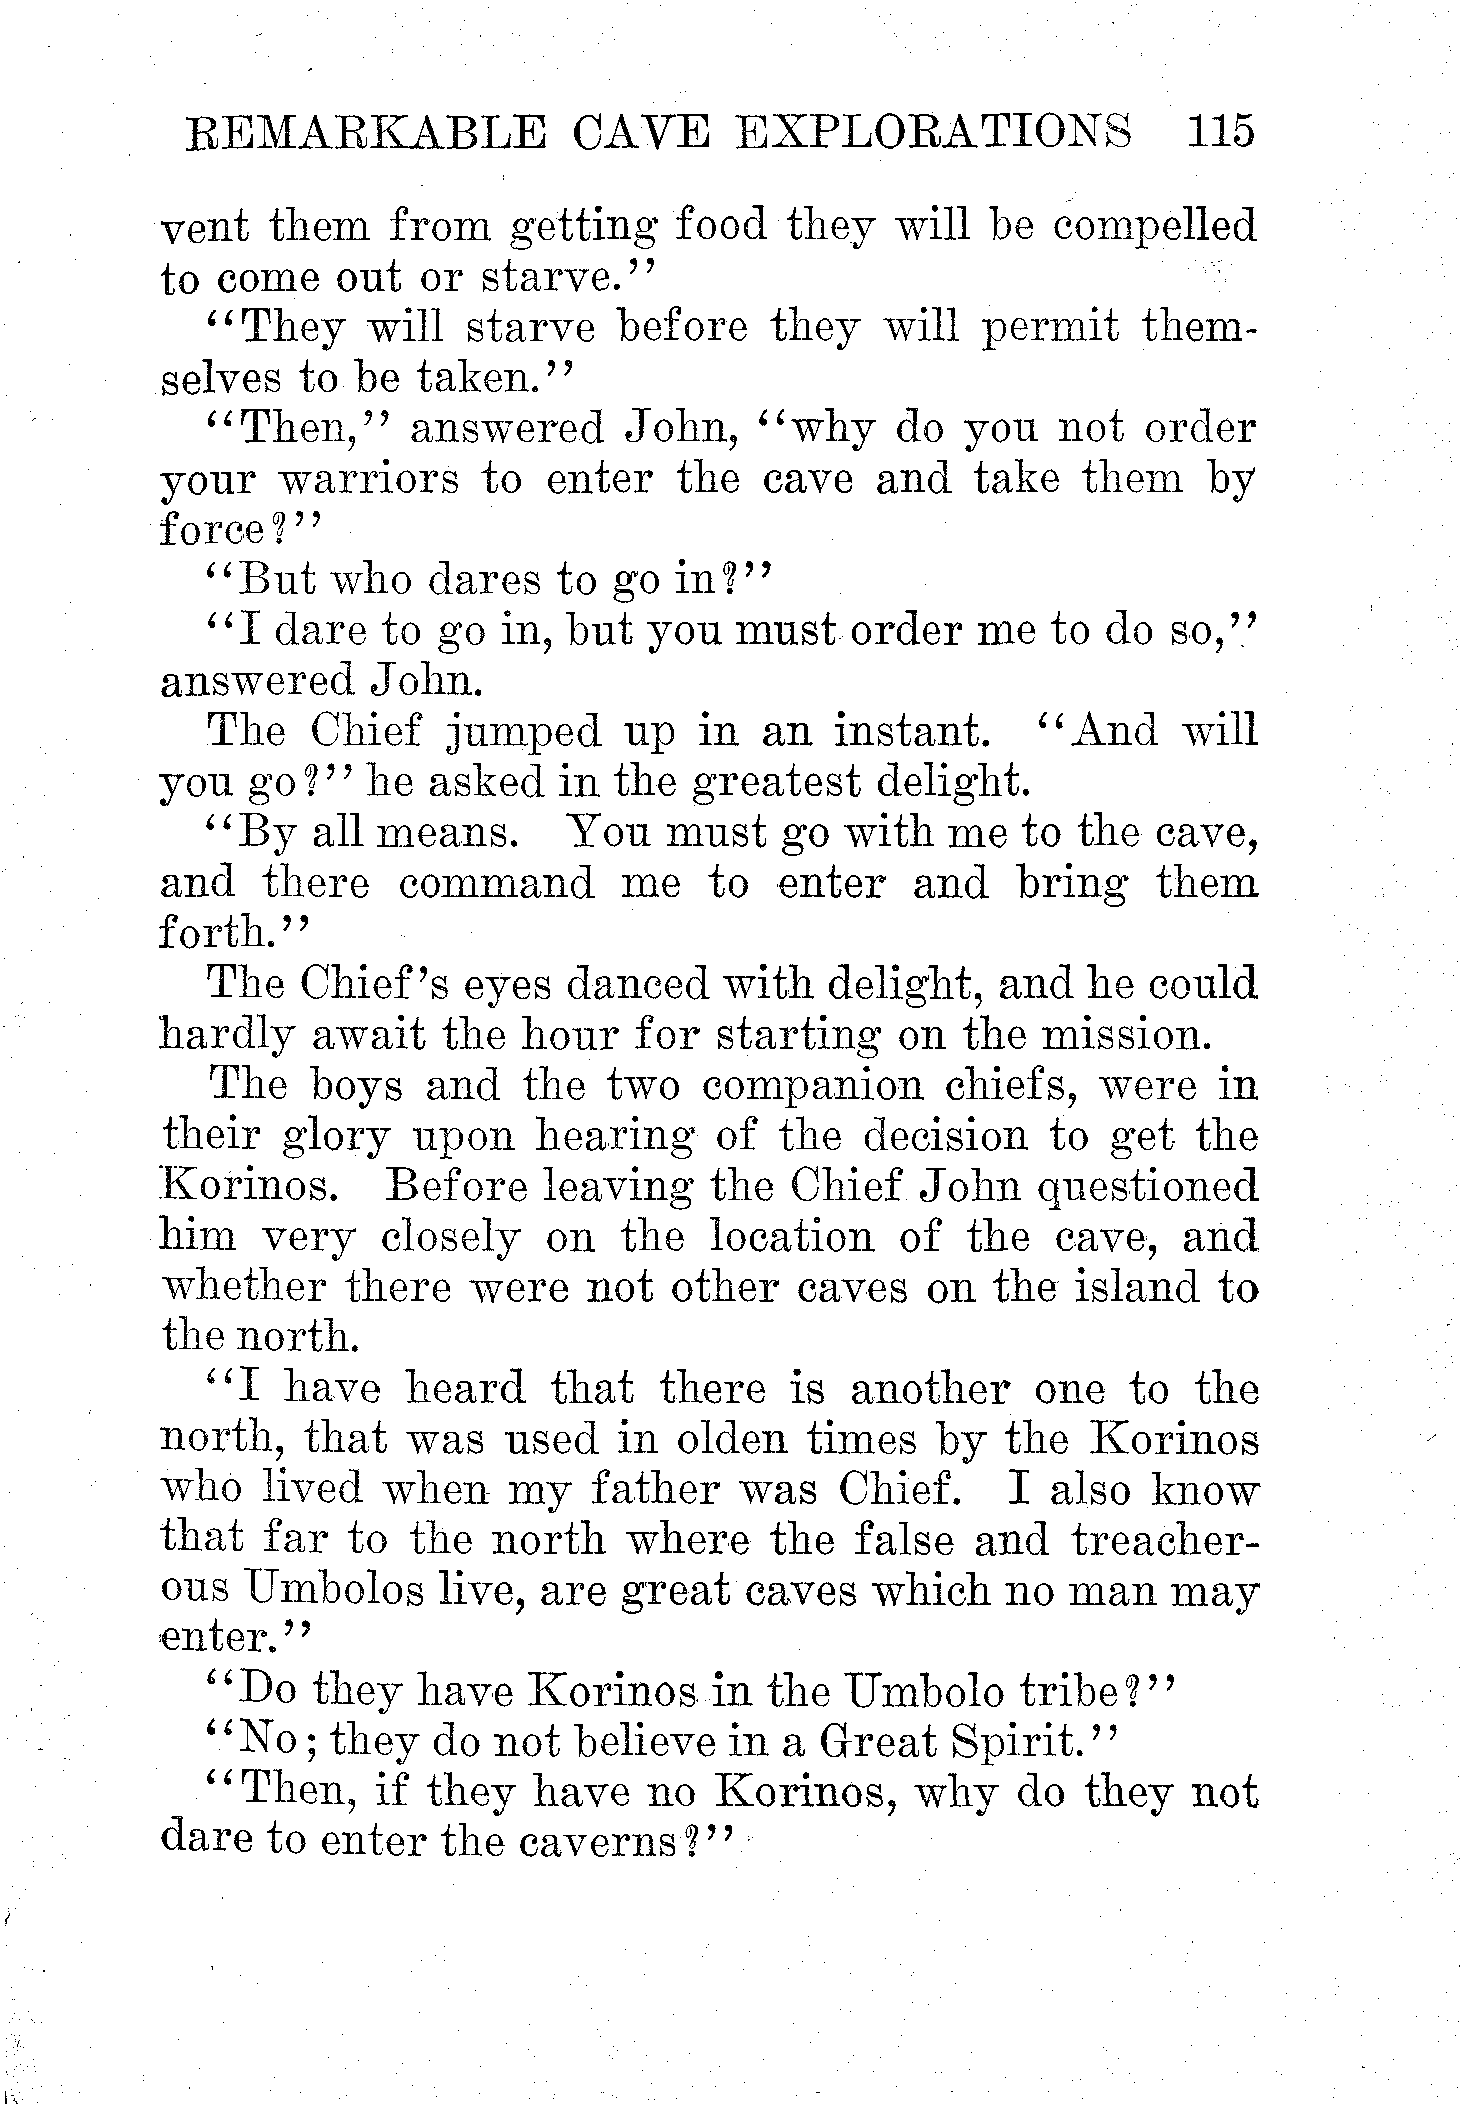 REMARKABLE CAVE EXPLORATIONS 115
vent them from getting food they will be compelled
to come out or starve.''
''They will starve before they will permit them-
selves to be taken.''
''Then,'' answered John, ''why do you not order
your warriors to enter the cave and take them by
force?''
''But who dares to go in?''
''I dare to go in, but you must order me to do so,''
answered John.
The Chief jumped up in an instant. ''And will
you go?'' he asked in the greatest delight.
''By all means. You must go with me to the cave,
and there command me to enter and bring them
forth.''
The Chief's eyes danced with delight, and he could
hardly await the hour for starting on the mission.
The boys and the two companion chiefs, were in
their glory upon hearing of the decision to get the
Korinos. Before leaving the Chief John questioned
him very closely on the location of the cave, and
whether there were not other caves on the island to
the north.
''I have heard that there is another one to the
north, that was used in olden times by the Korinos
who lived when my father was Chief. I also know
that far to the north where the false and treacher-
ous Umbolos live, are great caves which no man may
enter.''
''Do they have Korinos in the Umbolo tribe?''
''No; they do not believe in a Great Spirit.''
''Then, if they have no Korinos, why do they not
dare to enter the caverns?''